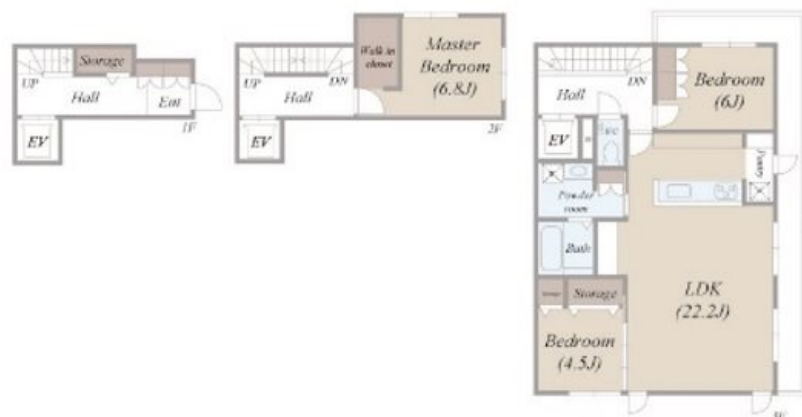 Storage
UP
Hall
Ent
EV
1F
Walk in
closet
Master
Bedroom
(6.8J)
UP
DN
Hall
EV
2F
DN
Bedroom
(6J)
Hall
EV
WC
Pantry
Powder
room
Bath
LDK
(22.2J)
Storage
Bedroom
(4.5J)